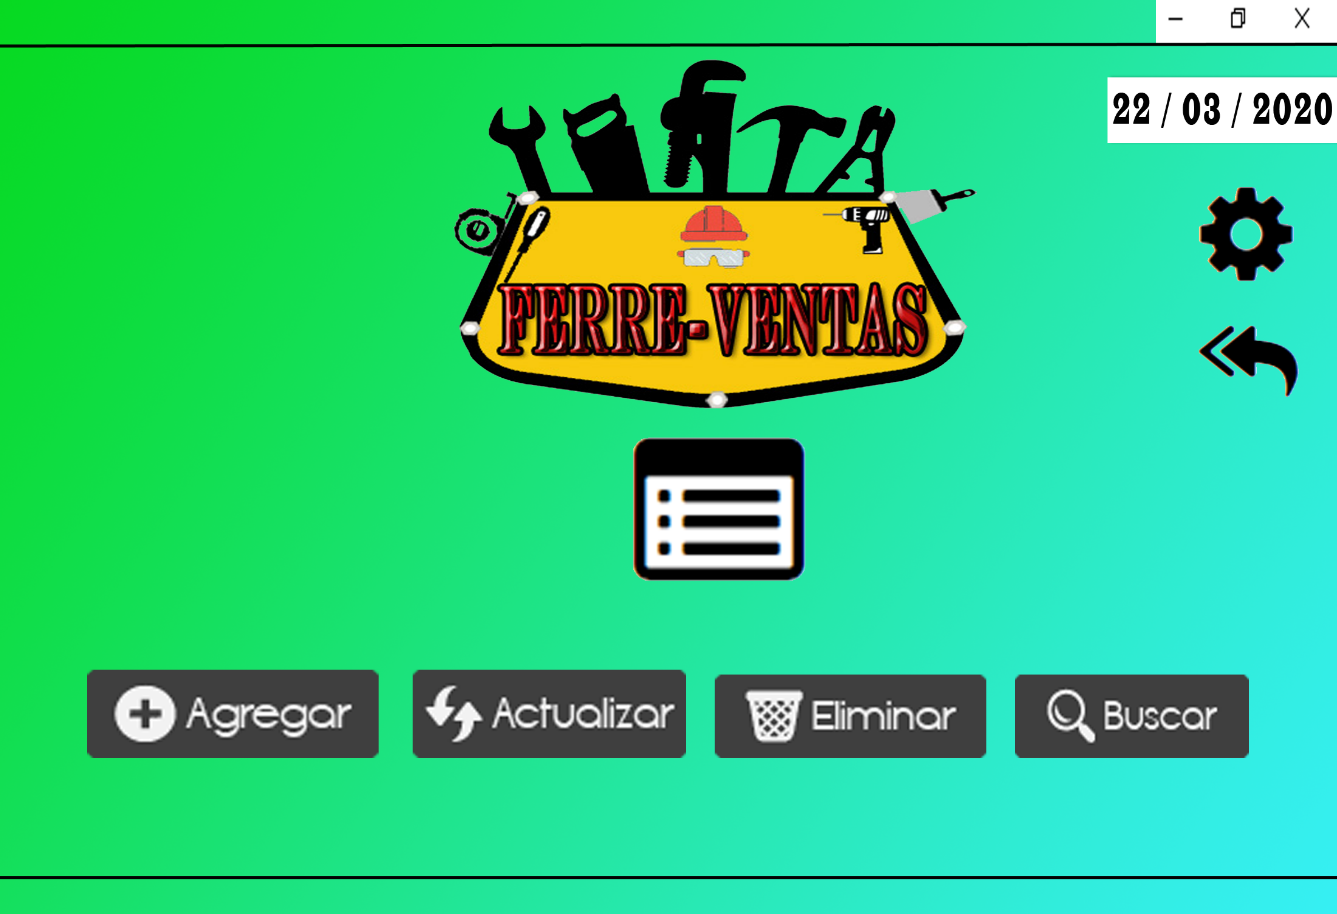 22 / 03 / 2020
FERRE-VENTAS
Agregar
Actualizar
Eliminar
Buscar